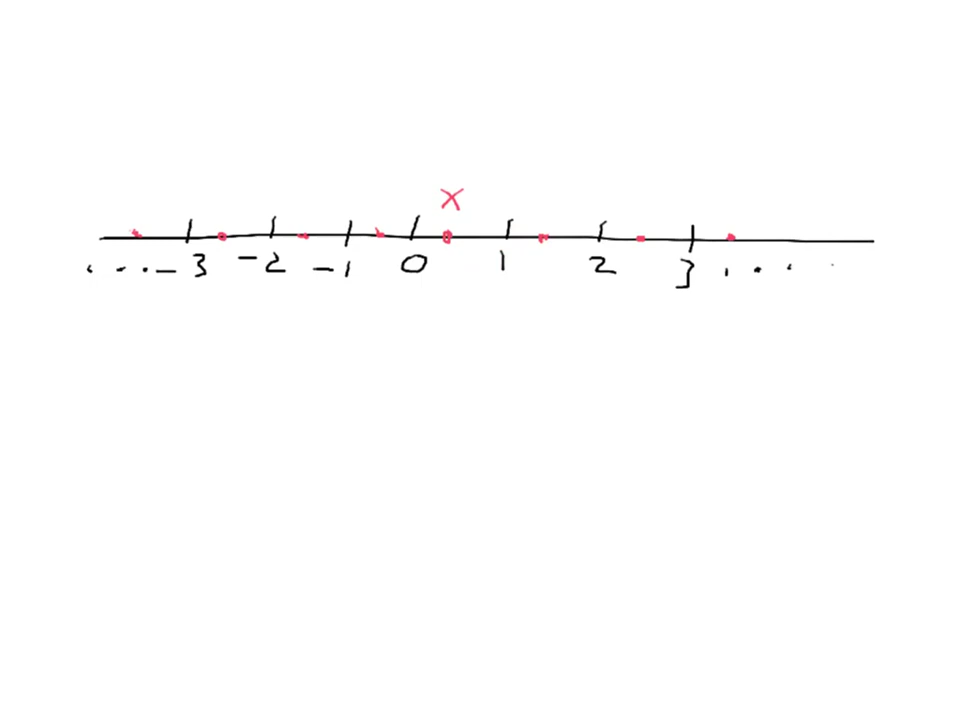 X
. . . -3 -2 -1 0 1 2 3 . . .